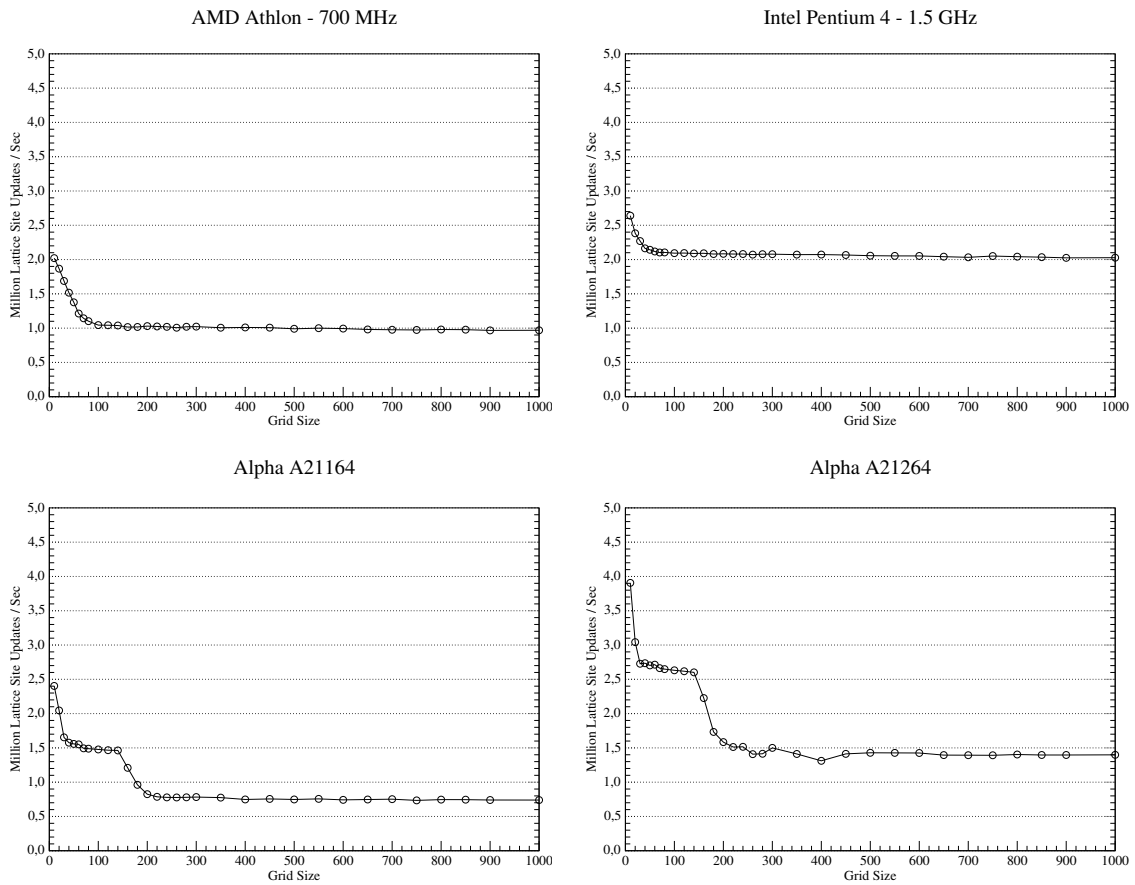 AMD Athlon - 700 MHz
Million Lattice Site Updates / Sec
5,0
4,5
4,0
3,5
3,0
2,5
2,0
1,5
1,0
0,5
0,0
0 100 200 300 400 500 600 700 800 900 1000
Grid Size
Intel Pentium 4 - 1.5 GHz
Million Lattice Site Updates / Sec
5,0
4,5
4,0
3,5
3,0
2,5
2,0
1,5
1,0
0,5
0,0
0 100 200 300 400 500 600 700 800 900 1000
Grid Size
Alpha A21164
Million Lattice Site Updates / Sec
5,0
4,5
4,0
3,5
3,0
2,5
2,0
1,5
1,0
0,5
0,0
0 100 200 300 400 500 600 700 800 900 1000
Grid Size
Alpha A21264
Million Lattice Site Updates / Sec
5,0
4,5
4,0
3,5
3,0
2,5
2,0
1,5
1,0
0,5
0,0
0 100 200 300 400 500 600 700 800 900 1000
Grid Size